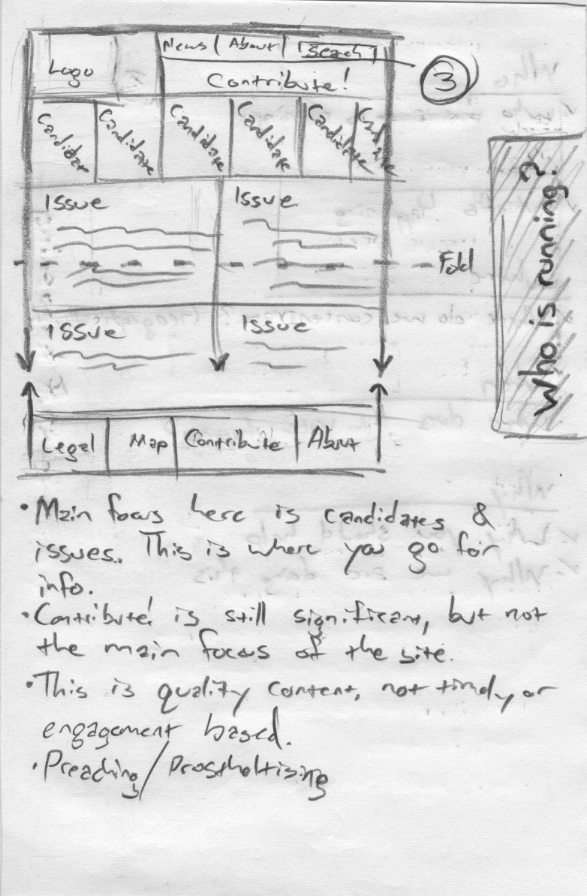 News | About | Search
Logo
Contribute!
③
Candidate Candidate Candidate Candidate Candidate Candidate
Issue Issue
Fold
Issue Issue
Who is running?
Legal | Map | Contribute | About
• Main focus here is candidates &
issues. This is where you go for
info.
• Contribute! is still significant, but not
the main focus of the site.
• This is quality content, not timely or
engagement based.
• Preaching/Prostheltising